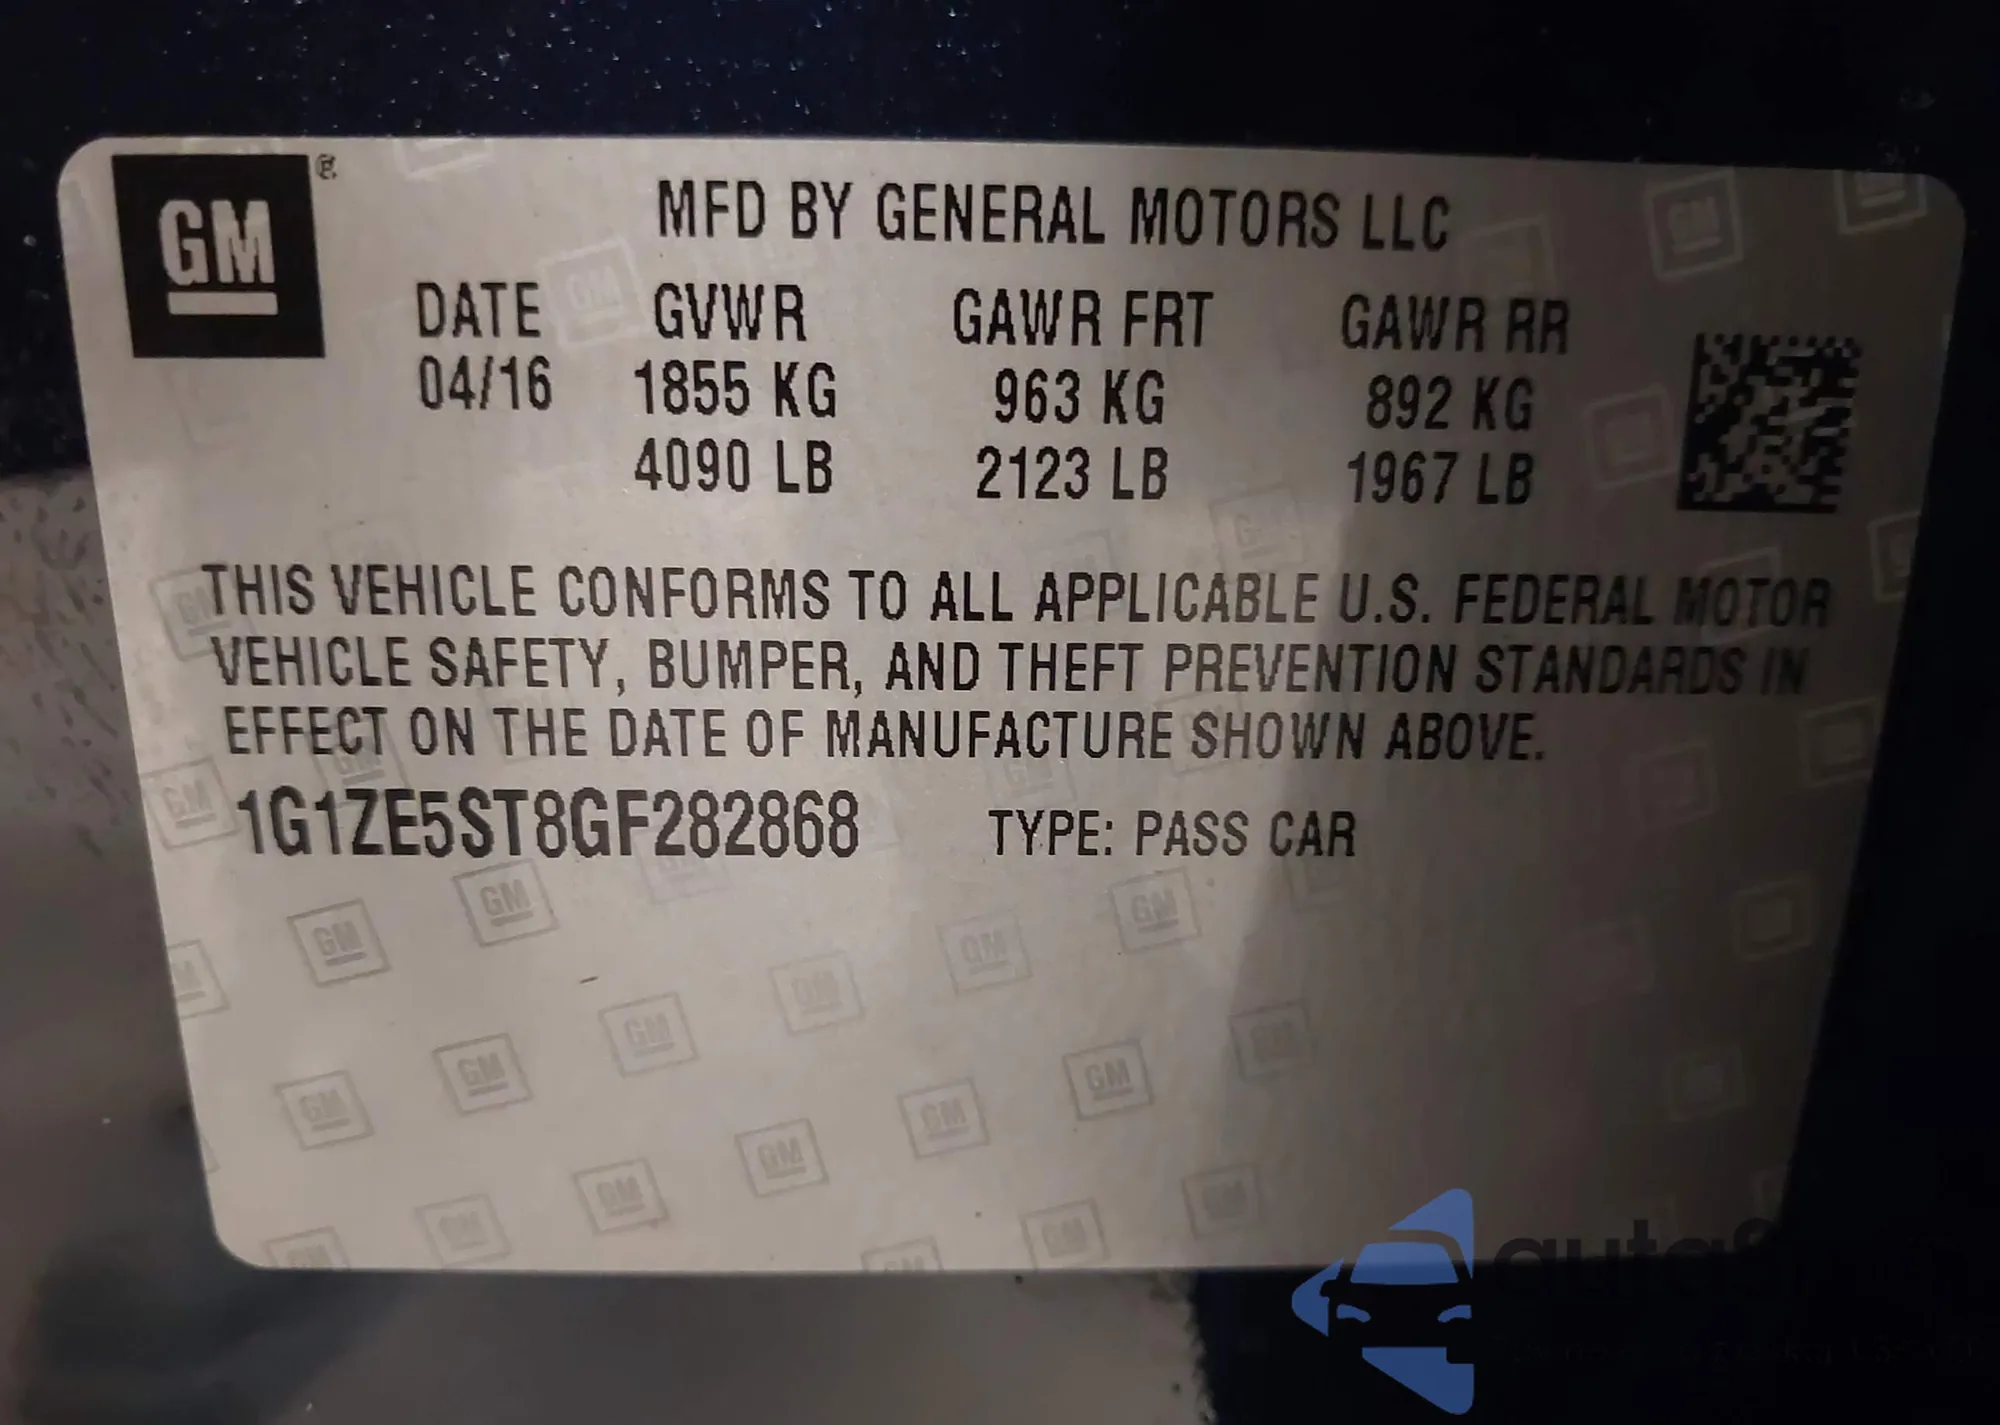 GM
MFD BY GENERAL MOTORS LLC
DATE GVWR GAWR FRT GAWR RR
04/16 1855 KG 963 KG 892 KG
4090 LB 2123 LB 1967 LB
THIS VEHICLE CONFORMS TO ALL APPLICABLE U.S. FEDERAL MOTOR
VEHICLE SAFETY, BUMPER, AND THEFT PREVENTION STANDARDS IN
EFFECT ON THE DATE OF MANUFACTURE SHOWN ABOVE.
1G1ZE5ST8GF282868 TYPE: PASS CAR